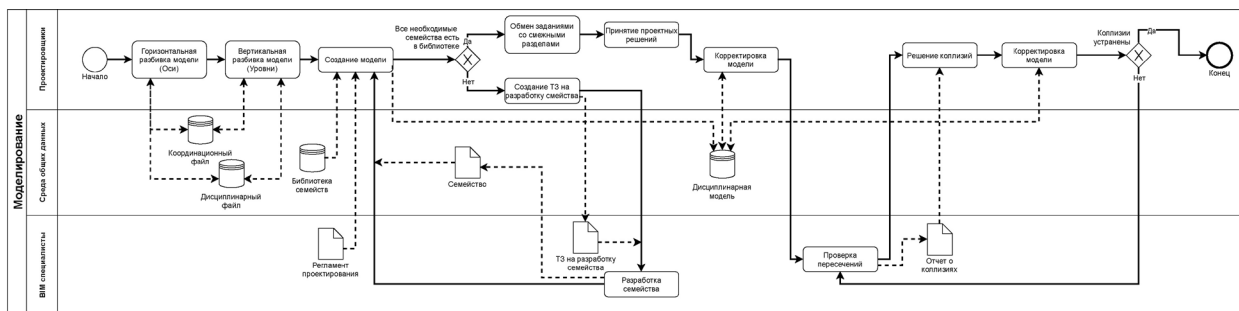 Моделирование
Проектировщики
Среда общих данных
BIM специалисты
Начало
Горизонтальная
разбивка модели
(Оси)
Вертикальная
разбивка модели
(Уровни)
Создание модели
Все необходимые
семейства есть
в библиотеке
Да
X
Нет
Обмен заданиями
со смежными
разделами
Принятие проектных
решений
Создание ТЗ на
разработку смейства
Корректировка
модели
Решение коллизий
Корректировка
модели
Коллизии
устранены
Да
X
Нет
Конец
Координационный
файл
Дисциплинарный
файл
Библиотека
семейств
Семейство
Дисциплинарная
модель
Регламент
проектирования
ТЗ на разработку
семейства
Разработка
семейства
Проверка
пересечений
Отчет о
коллизиях